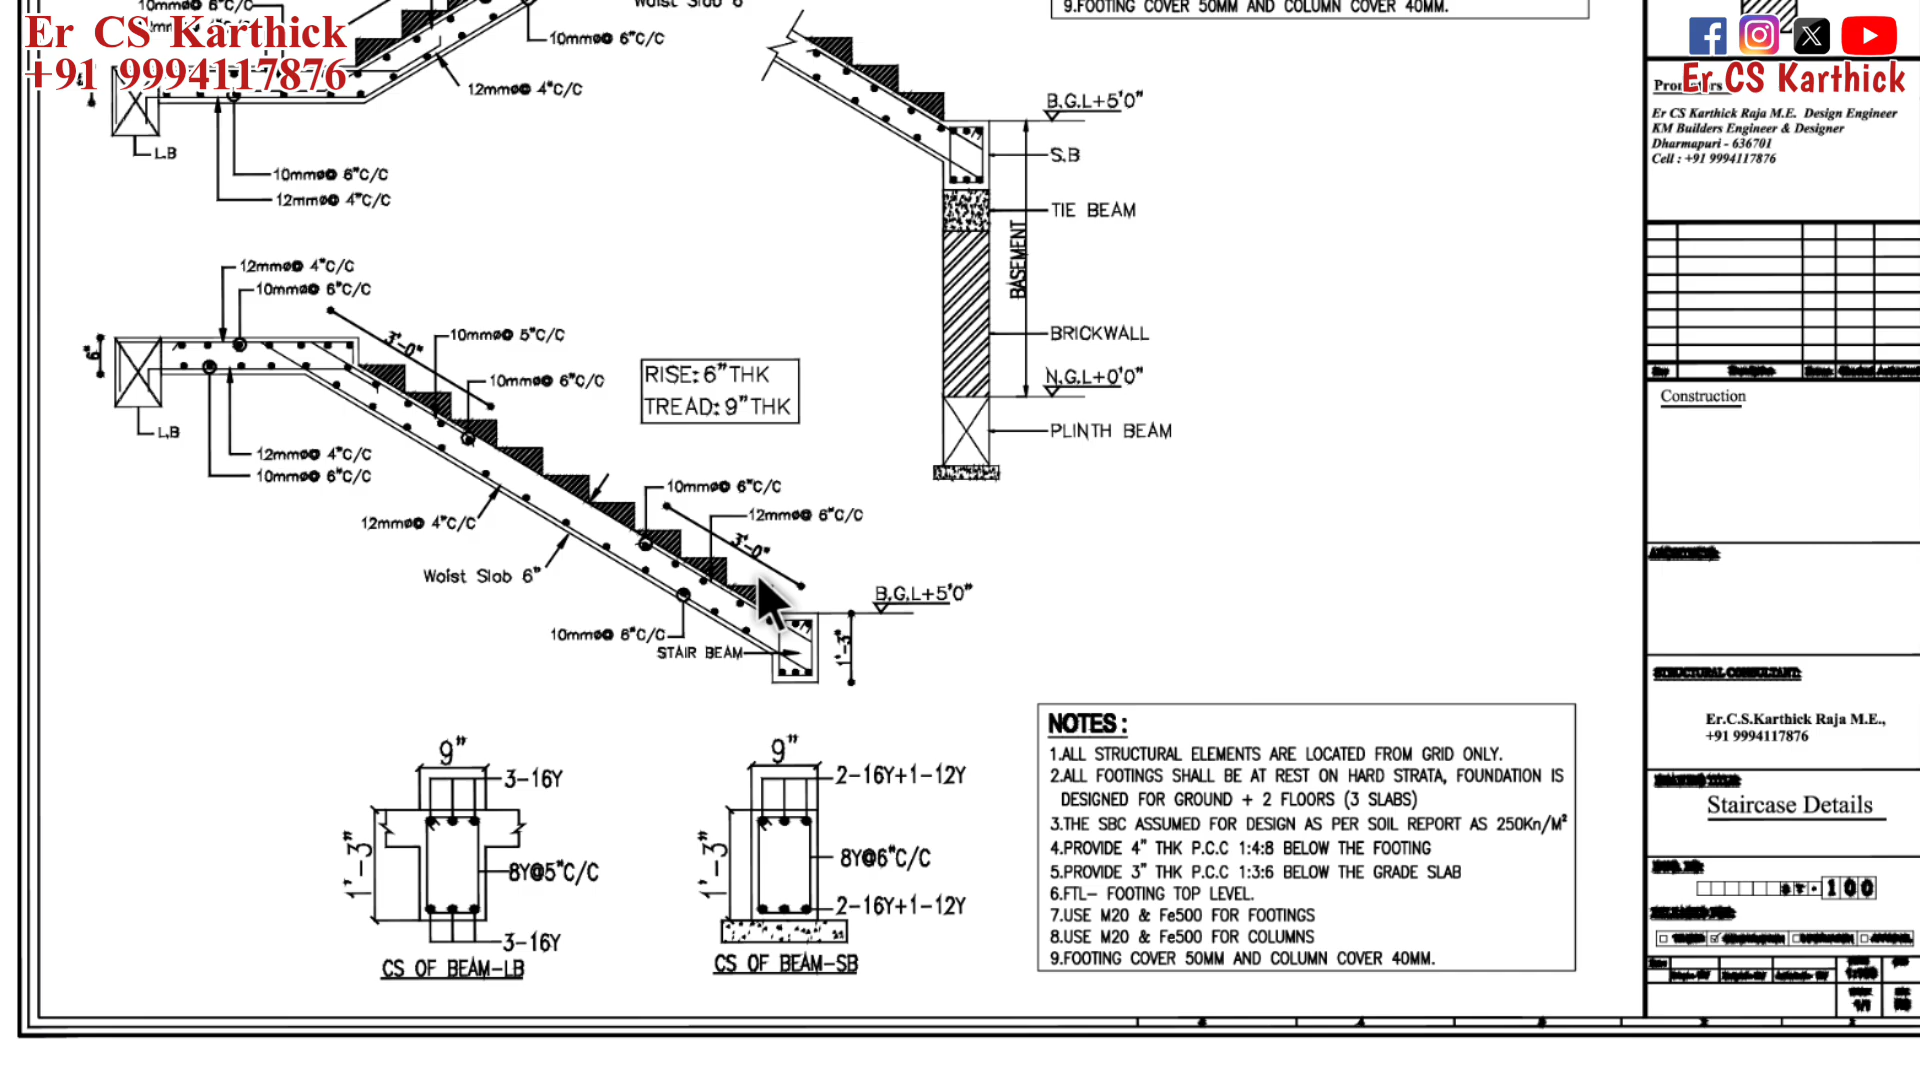 10mmø@ 6"C/C
Waist Slab 6"
9.FOOTING COVER 50MM AND COLUMN COVER 40MM.
Er CS Karthick
+91 9994117876
10mmø@ 6"C/C
12mmø@ 4"C/C
L.B
10mmø@ 6"C/C
12mmø@ 4"C/C
B.G.L+5'0"
S.B
TIE BEAM
BASEMENT
BRICKWALL
N.G.L+0'0"
PLINTH BEAM
12mmø@ 4"C/C
10mmø@ 6"C/C
3'-0"
10mmø@ 5"C/C
10mmø@ 6"C/C
6"
L.B
12mmø@ 4"C/C
10mmø@ 6"C/C
RISE: 6"THK
TREAD: 9"THK
10mmø@ 6"C/C
12mmø@ 6"C/C
3'-0"
12mmø@ 4"C/C
Waist Slab 6"
B.G.L+5'0"
10mmø@ 6"C/C
STAIR BEAM
1'-3"
9"
3-16Y
1'-3"
8Y@5"C/C
3-16Y
CS OF BEAM-LB
9"
2-16Y+1-12Y
1'-3"
8Y@6"C/C
2-16Y+1-12Y
CS OF BEAM-SB
NOTES :
1.ALL STRUCTURAL ELEMENTS ARE LOCATED FROM GRID ONLY.
2.ALL FOOTINGS SHALL BE AT REST ON HARD STRATA, FOUNDATION IS
DESIGNED FOR GROUND + 2 FLOORS (3 SLABS)
3.THE SBC ASSUMED FOR DESIGN AS PER SOIL REPORT AS 250Kn/M²
4.PROVIDE 4" THK P.C.C 1:4:8 BELOW THE FOOTING
5.PROVIDE 3" THK P.C.C 1:3:6 BELOW THE GRADE SLAB
6.FTL- FOOTING TOP LEVEL.
7.USE M20 & Fe500 FOR FOOTINGS
8.USE M20 & Fe500 FOR COLUMNS
9.FOOTING COVER 50MM AND COLUMN COVER 40MM.
Er.CS Karthick
Er CS Karthick Raja M.E. Design Engineer
KM Builders Engineer & Designer
Dharmapuri - 636701
Cell : +91 9994117876
Construction
STRUCTURAL CONSULTANT:
Er.C.S.Karthick Raja M.E.,
+91 9994117876
Staircase Details
100